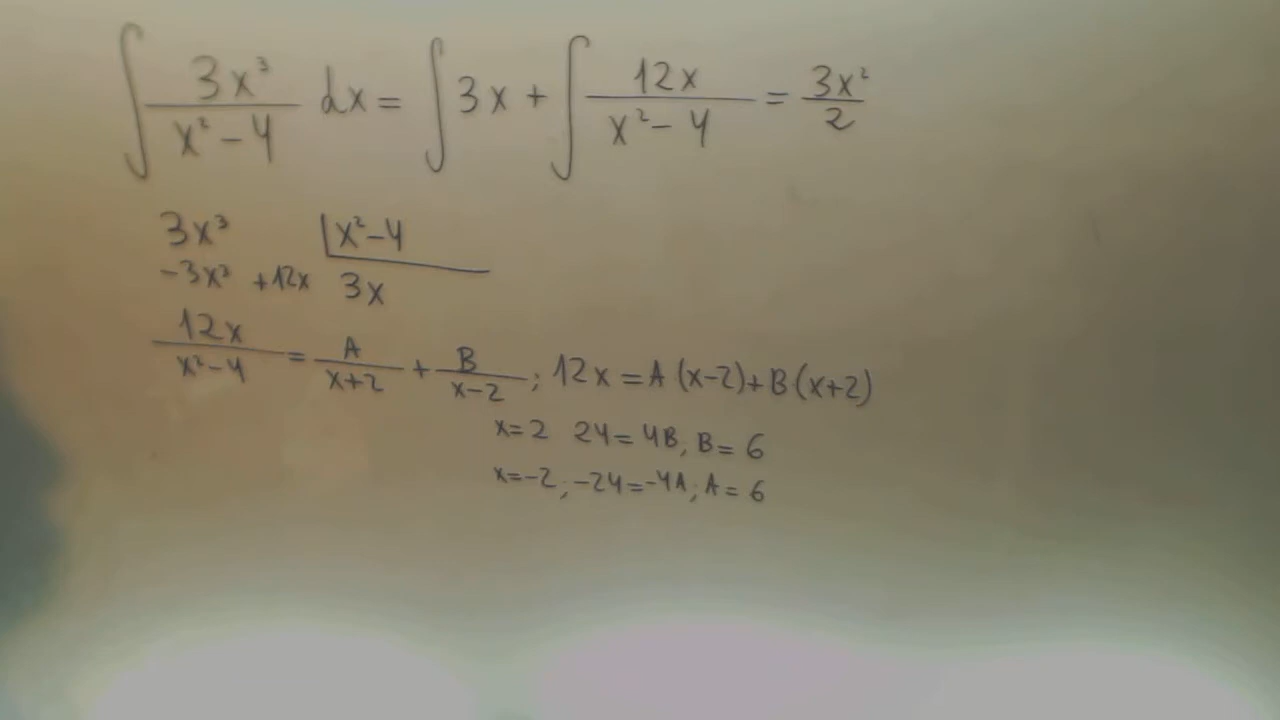 ∫ 3x³/(x²-4) dx = ∫ 3x + ∫ 12x/(x²-4) = 3x²/2
3x³ |x²-4
-3x³ +12x 3x
12x/(x²-4) = A/(x+2) + B/(x-2) ; 12x = A(x-2)+B(x+2)
x=2 24=4B, B=6
x=-2; -24=-4A; A=6